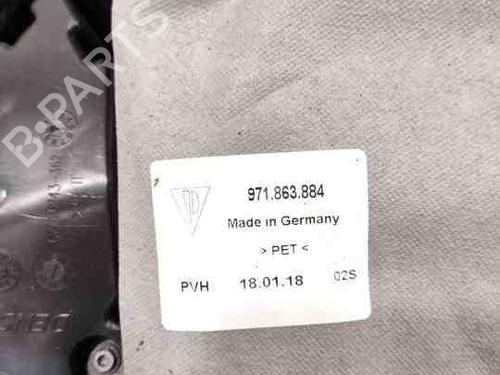 B-PARTS
971.863.884
Made in Germany
> PET <
PVH 18.01.18 02S